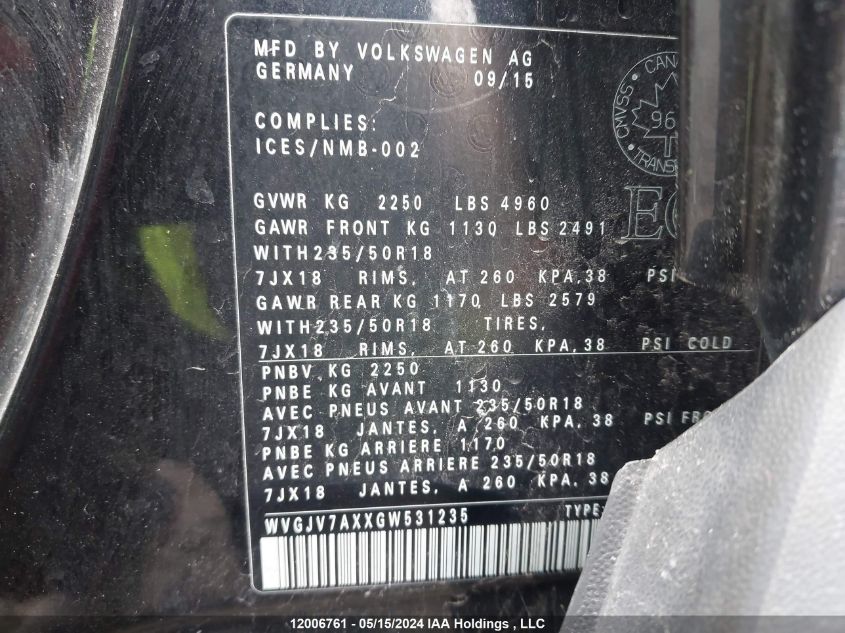 MFD BY VOLKSWAGEN AG
GERMANY 09/15
COMPLIES:
ICES/NMB-002
CMVSS
TRANS
GVWR KG 2250 LBS 4960
GAWR FRONT KG 1130 LBS 2491
WITH235/50R18
7JX18 RIMS, AT 260 KPA,38 PSI
GAWR REAR KG 1170 LBS 2579
WITH235/50R18 TIRES,
7JX18 RIMS, AT 260 KPA,38 PSI COLD
PNBV KG 2250
PNBE KG AVANT 1130
AVEC PNEUS AVANT 235/50R18
7JX18 JANTES, A 260 KPA, 38 PSI
PNBE KG ARRIERE 1170
AVEC PNEUS ARRIERE 235/50R18
7JX18 JANTES, A 260 KPA, 38
WVGJV7AXXGW531235 TYPE:
12006761 - 05/15/2024 IAA Holdings , LLC